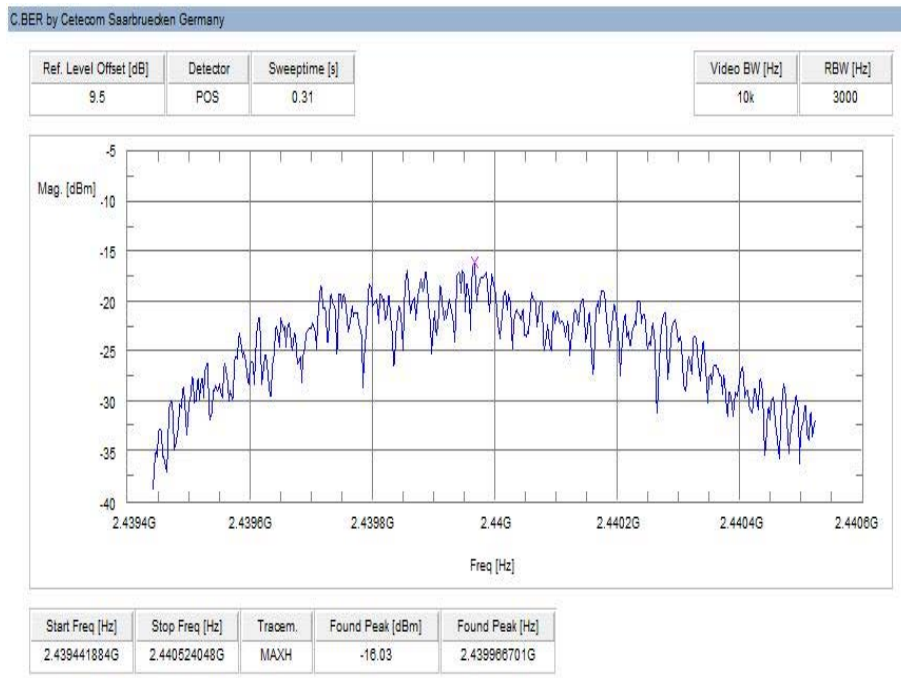 C.BER by Cetecom Saarbruecken Germany
Ref. Level Offset [dB] Detector Sweeptime [s] Video BW [Hz] RBW [Hz]
9.5 POS 0.31 10k 3000
-5
Mag. [dBm]
-10
-15
-20
-25
-30
-35
-40
2.4394G 2.4396G 2.4398G 2.44G 2.4402G 2.4404G 2.4406G
Freq [Hz]
Start Freq [Hz] Stop Freq [Hz] Tracem. Found Peak [dBm] Found Peak [Hz]
2.439441884G 2.440524048G MAXH -16.03 2.439966701G